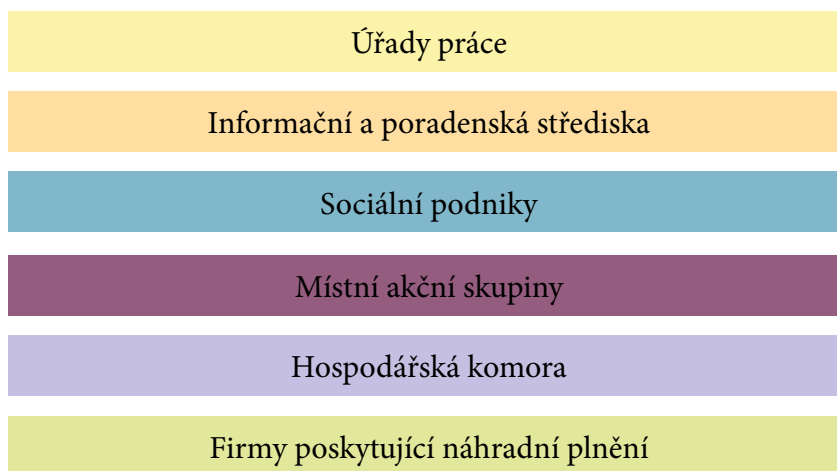 Úřady práce
Informační a poradenská střediska
Sociální podniky
Místní akční skupiny
Hospodářská komora
Firmy poskytující náhradní plnění